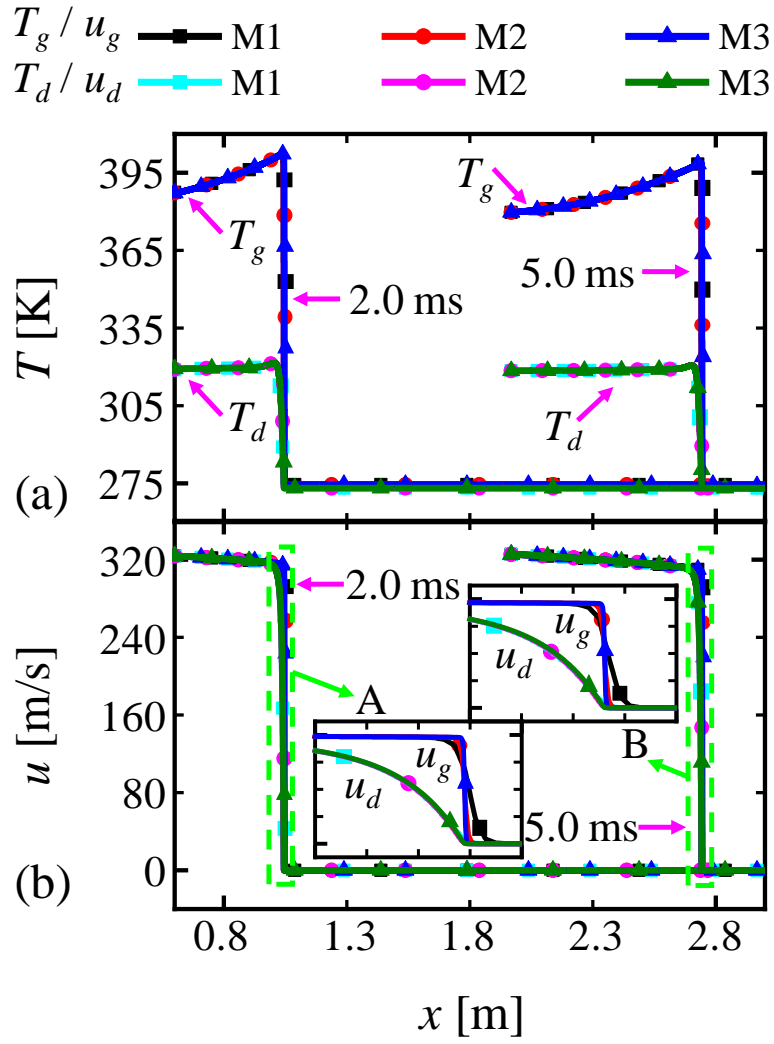 T_g / u_g M1 M2 M3
T_d / u_d M1 M2 M3
395
365
335
305
275
T [K]
T_g
T_d
2.0 ms
T_g
5.0 ms
T_d
(a)
320
240
160
80
0
u [m/s]
2.0 ms
A
u_g
u_d
u_g
u_d
B
5.0 ms
(b)
0.8 1.3 1.8 2.3 2.8
x [m]